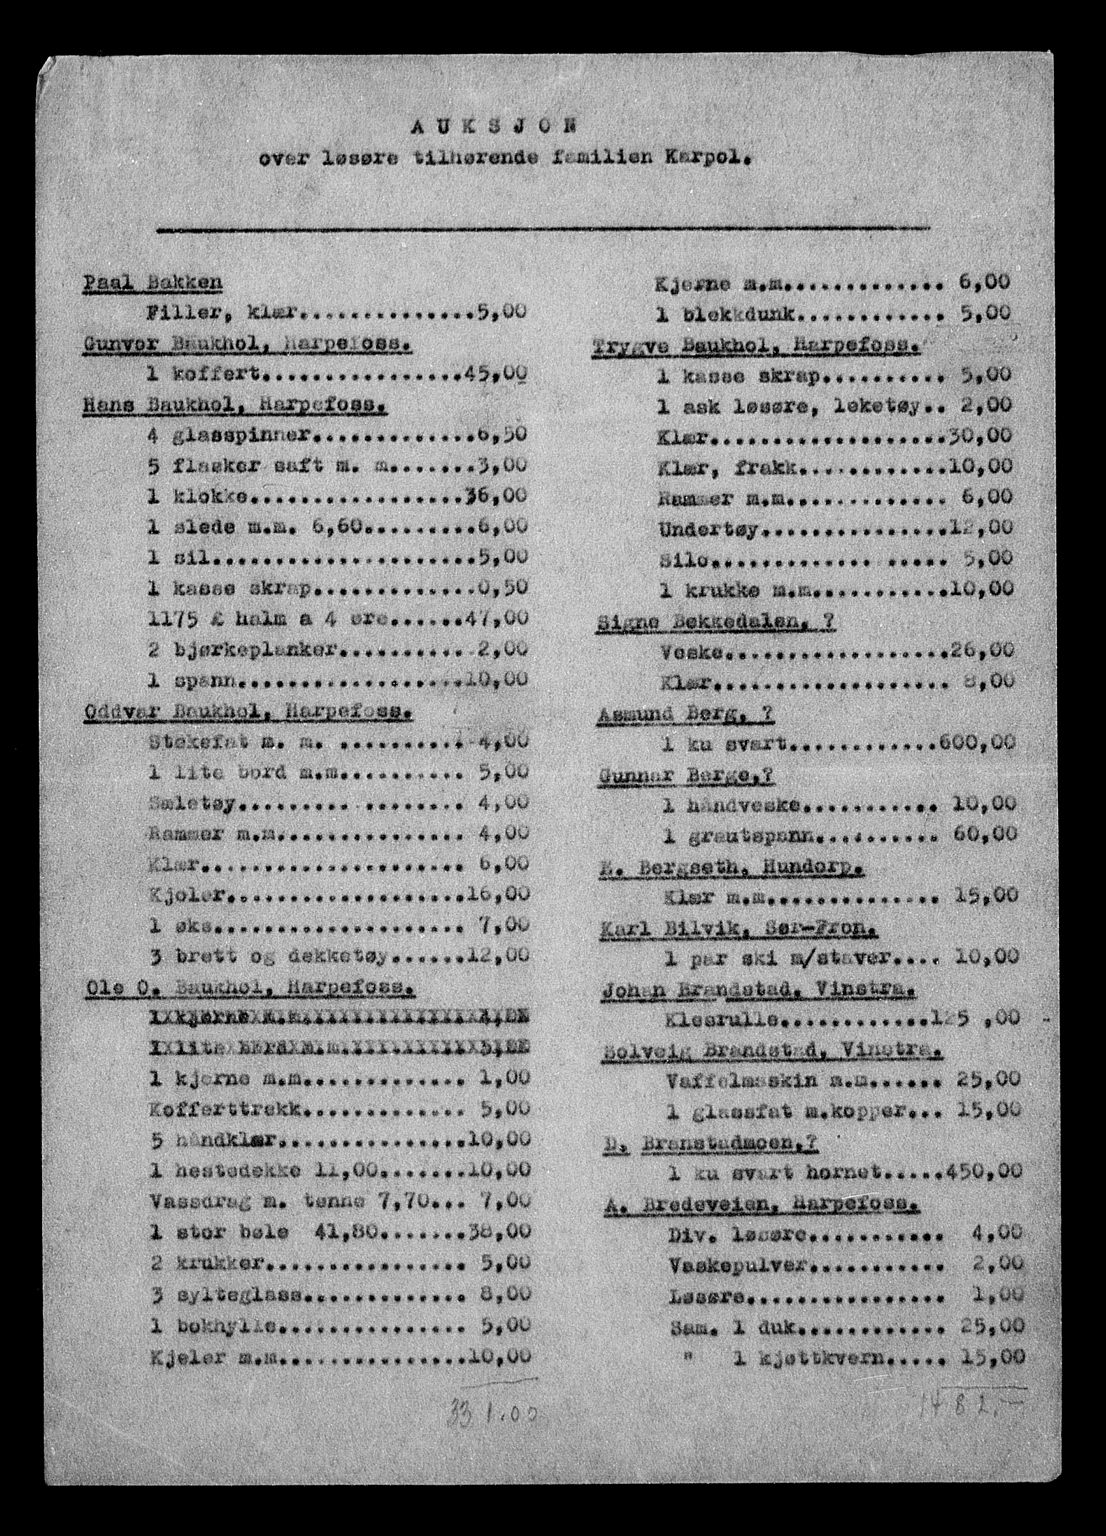 A U K S J O N
over løsøre tilhørende familien Karpol.
Paal Bakken
Filler, klær..............5,00
Gunvor Baukhol, Harpefoss.
1 koffert................45,00
Hans Baukhol, Harpefoss.
4 glasspinner.............6,50
5 flasker saft m. m.......3,00
1 klokke.................36,00
1 slede m.m. 6,60.........6,00
1 sil.....................5,00
1 kasse skrap.............0,50
1175 £ halm a 4 øre......47,00
2 bjørkeplanker.......... 2,00
1 spann..................10,00
Oddvar Baukhol, Harpefoss.
Stekefat m. m. .......... 4,00
1 lite bord m.m.......... 5,00
Sæletøy......... ........ 4,00
Rammer m.m............... 4,00
Klær..................... 6,00
Kjoler...................16,00
1 øks.................... 7,00
3 brett og dekketøy......12,00
Ole O. Baukhol, Harpefoss.
1 kjerne m.m.
1 lite bord m.m.
1 kjerne m.m............. 1,00
Kofferttrekk............. 5,00
5 håndklær...............10,00
1 hestedekke 11,00.......10,00
Vassdrag m. tønne 7,70... 7,00
1 stor bøle 41,80.......38,00
2 krukker................ 5,00
3 sylteglass............. 8,00
1 bokhylle............... 5,00
Kjeler m.m...............10,00
331.00
Kjerne m.m............. 6,00
1 blekkdunk............ 5,00
Trygve Baukhol, Harpefoss.
1 kasse skrap.......... 5,00
1 ask løsøre, leketøy.. 2,00
Klær...................30,00
Klær, frakk............10,00
Rammer m.m............. 6,00
Undertøy...............12,00
Silo............. ..... 5,00
1 krukke m.m...........10,00
Signe Bekkedalen, ?
Veske..................26,00
Klær................... 8,00
Asmund Berg, ?
1 ku svart............600,00
Gunnar Berge,?
1 håndveske........... 10,00
1 grautspann.......... 60,00
E. Bergseth, Hundorp.
Klær m.m.............. 15,00
Karl Bilvik, Sør-Fron.
1 par ski m/staver.... 10,00
Johan Brandstad, Vinstra.
Klesrulle............125 ,00
Solveig Brandstad, Vinstra.
Vaffelmaskin m.m...... 25,00
1 glassfat m.kopper... 15,00
D. Branstadmoen,?
1 ku svart hornet.....450,00
A. Bredeveien, Harpefoss.
Div. løsøre........... 4,00
Vaskepulver........... 2,00
Løsøre................ 1,00
Sam. 1 duk............ 25,00
" 1 kjøttkvern..... 15,00
1482.-